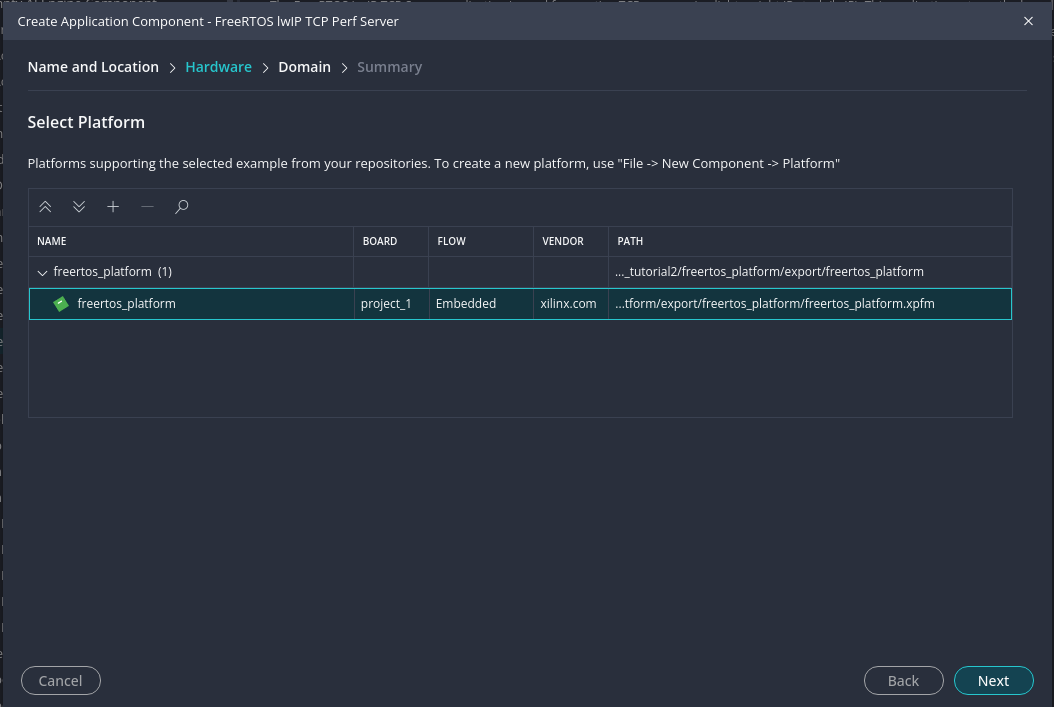 Create Application Component - FreeRTOS lwIP TCP Perf Server
Name and Location > Hardware > Domain > Summary
Select Platform
Platforms supporting the selected example from your repositories. To create a new platform, use "File -> New Component -> Platform"
NAME BOARD FLOW VENDOR PATH
freertos_platform (1) ..._tutorial2/freertos_platform/export/freertos_platform
freertos_platform project_1 Embedded xilinx.com ...tform/export/freertos_platform/freertos_platform.xpfm
Cancel Back Next